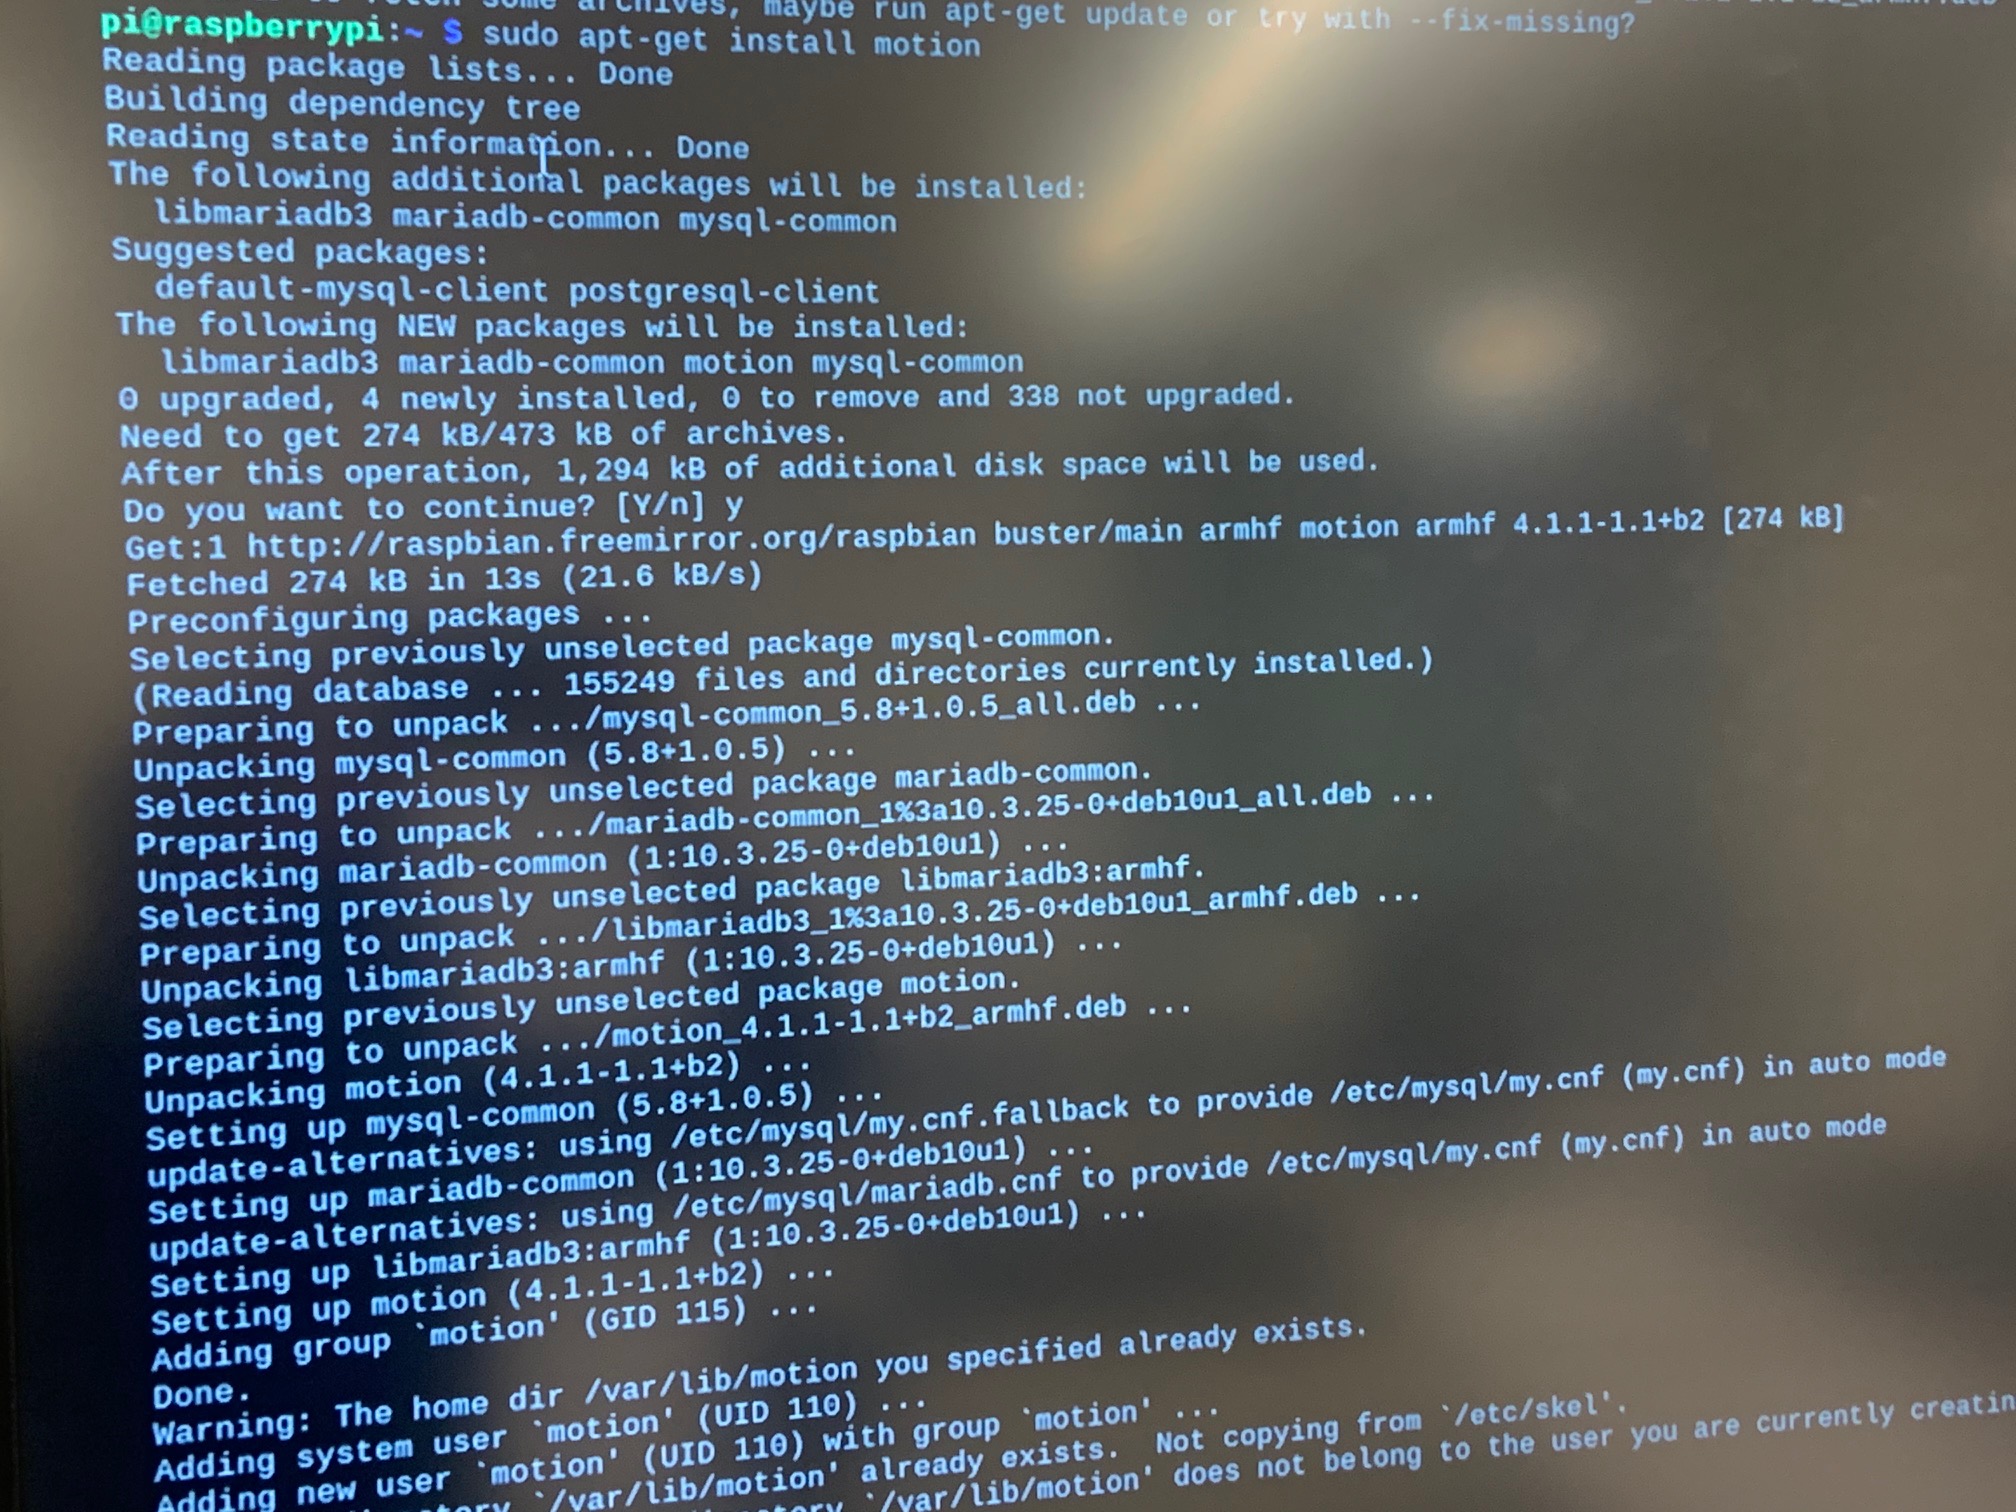 some archives, maybe run apt-get update or try with --fix-missing?
pi@raspberrypi:~ $ sudo apt-get install motion
Reading package lists... Done
Building dependency tree
Reading state information... Done
The following additional packages will be installed:
  libmariadb3 mariadb-common mysql-common
Suggested packages:
  default-mysql-client postgresql-client
The following NEW packages will be installed:
  libmariadb3 mariadb-common motion mysql-common
0 upgraded, 4 newly installed, 0 to remove and 338 not upgraded.
Need to get 274 kB/473 kB of archives.
After this operation, 1,294 kB of additional disk space will be used.
Do you want to continue? [Y/n] y
Get:1 http://raspbian.freemirror.org/raspbian buster/main armhf motion armhf 4.1.1-1.1+b2 [274 kB]
Fetched 274 kB in 13s (21.6 kB/s)
Preconfiguring packages ...
Selecting previously unselected package mysql-common.
(Reading database ... 155249 files and directories currently installed.)
Preparing to unpack .../mysql-common_5.8+1.0.5_all.deb ...
Unpacking mysql-common (5.8+1.0.5) ...
Selecting previously unselected package mariadb-common.
Preparing to unpack .../mariadb-common_1%3a10.3.25-0+deb10u1_all.deb ...
Unpacking mariadb-common (1:10.3.25-0+deb10u1) ...
Selecting previously unselected package libmariadb3:armhf.
Preparing to unpack .../libmariadb3_1%3a10.3.25-0+deb10u1_armhf.deb ...
Unpacking libmariadb3:armhf (1:10.3.25-0+deb10u1) ...
Selecting previously unselected package motion.
Preparing to unpack .../motion_4.1.1-1.1+b2_armhf.deb ...
Unpacking motion (4.1.1-1.1+b2) ...
Setting up mysql-common (5.8+1.0.5) ...
update-alternatives: using /etc/mysql/my.cnf.fallback to provide /etc/mysql/my.cnf (my.cnf) in auto mode
Setting up mariadb-common (1:10.3.25-0+deb10u1) ...
update-alternatives: using /etc/mysql/mariadb.cnf to provide /etc/mysql/my.cnf (my.cnf) in auto mode
Setting up libmariadb3:armhf (1:10.3.25-0+deb10u1) ...
Setting up motion (4.1.1-1.1+b2) ...
Adding group `motion' (GID 115) ...
Done.
Warning: The home dir /var/lib/motion you specified already exists.
Adding system user `motion' (UID 110) ...
Adding new user `motion' (UID 110) with group `motion' ...
`/var/lib/motion' already exists.  Not copying from `/etc/skel'.
`/var/lib/motion' does not belong to the user you are currently creatin